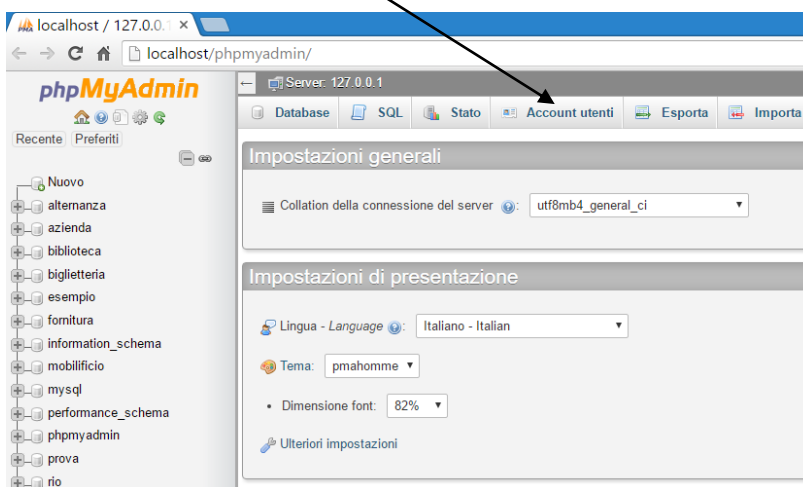 localhost / 127.0.0.1
localhost/phpmyadmin/
phpMyAdmin
Recente Preferiti
Nuovo
alternanza
azienda
biblioteca
biglietteria
esempio
fornitura
information_schema
mobilificio
mysql
performance_schema
phpmyadmin
prova
rio
Server: 127.0.0.1
Database SQL Stato Account utenti Esporta Importa
Impostazioni generali
Collation della connessione del server : utf8mb4_general_ci
Impostazioni di presentazione
Lingua - Language : Italiano - Italian
Tema: pmahomme
Dimensione font: 82%
Ulteriori impostazioni